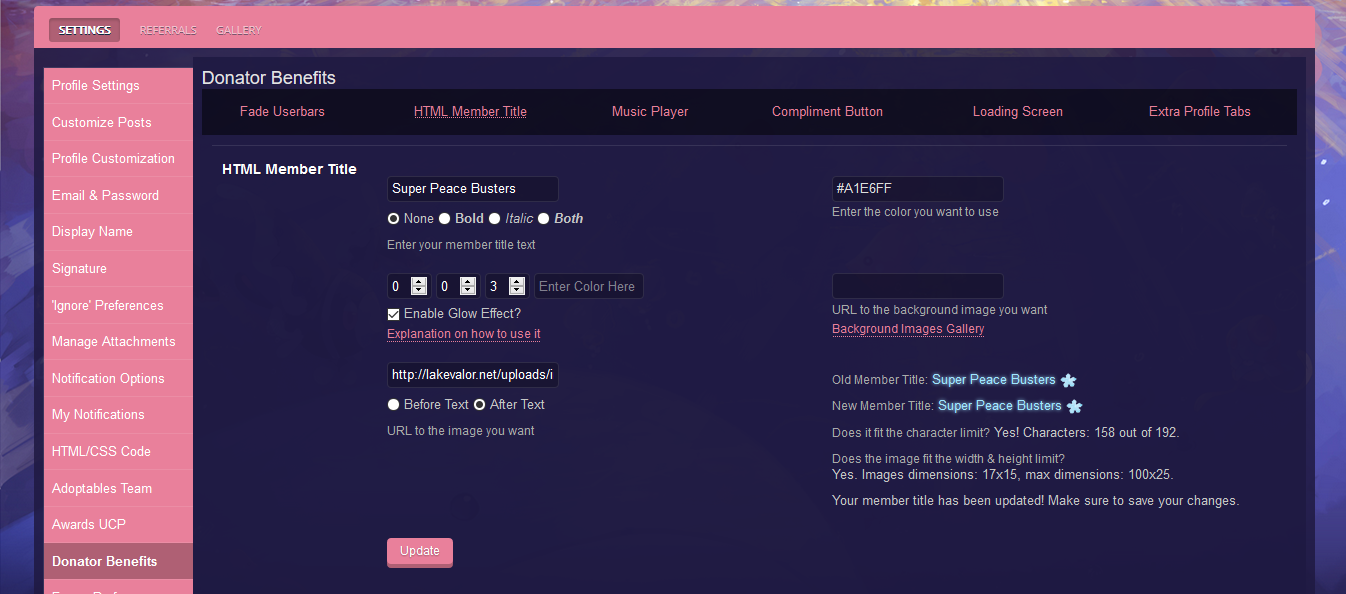 SETTINGS REFERRALS GALLERY
Profile Settings
Customize Posts
Profile Customization
Email & Password
Display Name
Signature
'Ignore' Preferences
Manage Attachments
Notification Options
My Notifications
HTML/CSS Code
Adoptables Team
Awards UCP
Donator Benefits
Donator Benefits
Fade Userbars HTML Member Title Music Player Compliment Button Loading Screen Extra Profile Tabs
HTML Member Title
Super Peace Busters
None Bold Italic Both
Enter your member title text
#A1E6FF
Enter the color you want to use
0 0 3 Enter Color Here
Enable Glow Effect?
Explanation on how to use it
URL to the background image you want
Background Images Gallery
http://lakevalor.net/uploads/i
Before Text After Text
URL to the image you want
Old Member Title: Super Peace Busters
New Member Title: Super Peace Busters
Does it fit the character limit? Yes! Characters: 158 out of 192.
Does the image fit the width & height limit?
Yes. Images dimensions: 17x15, max dimensions: 100x25.
Your member title has been updated! Make sure to save your changes.
Update